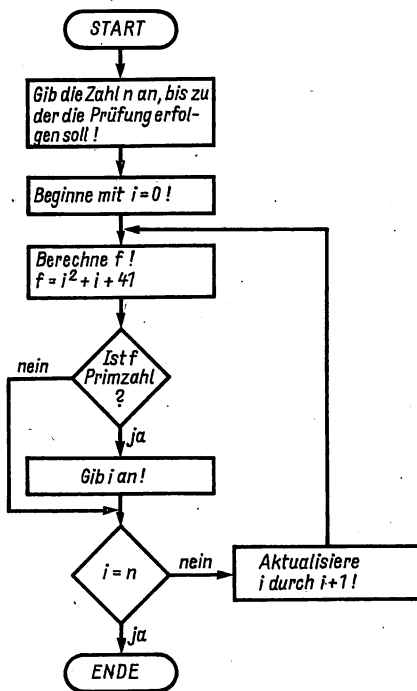 START
Gib die Zahl n an, bis zu
der die Prüfung erfol-
gen soll!
Beginne mit i=0!
Berechne f!
f = i² + i + 41
nein
Ist f
Primzahl
?
ja
Gib i an!
i = n
nein
Aktualisiere
i durch i+1!
ja
ENDE